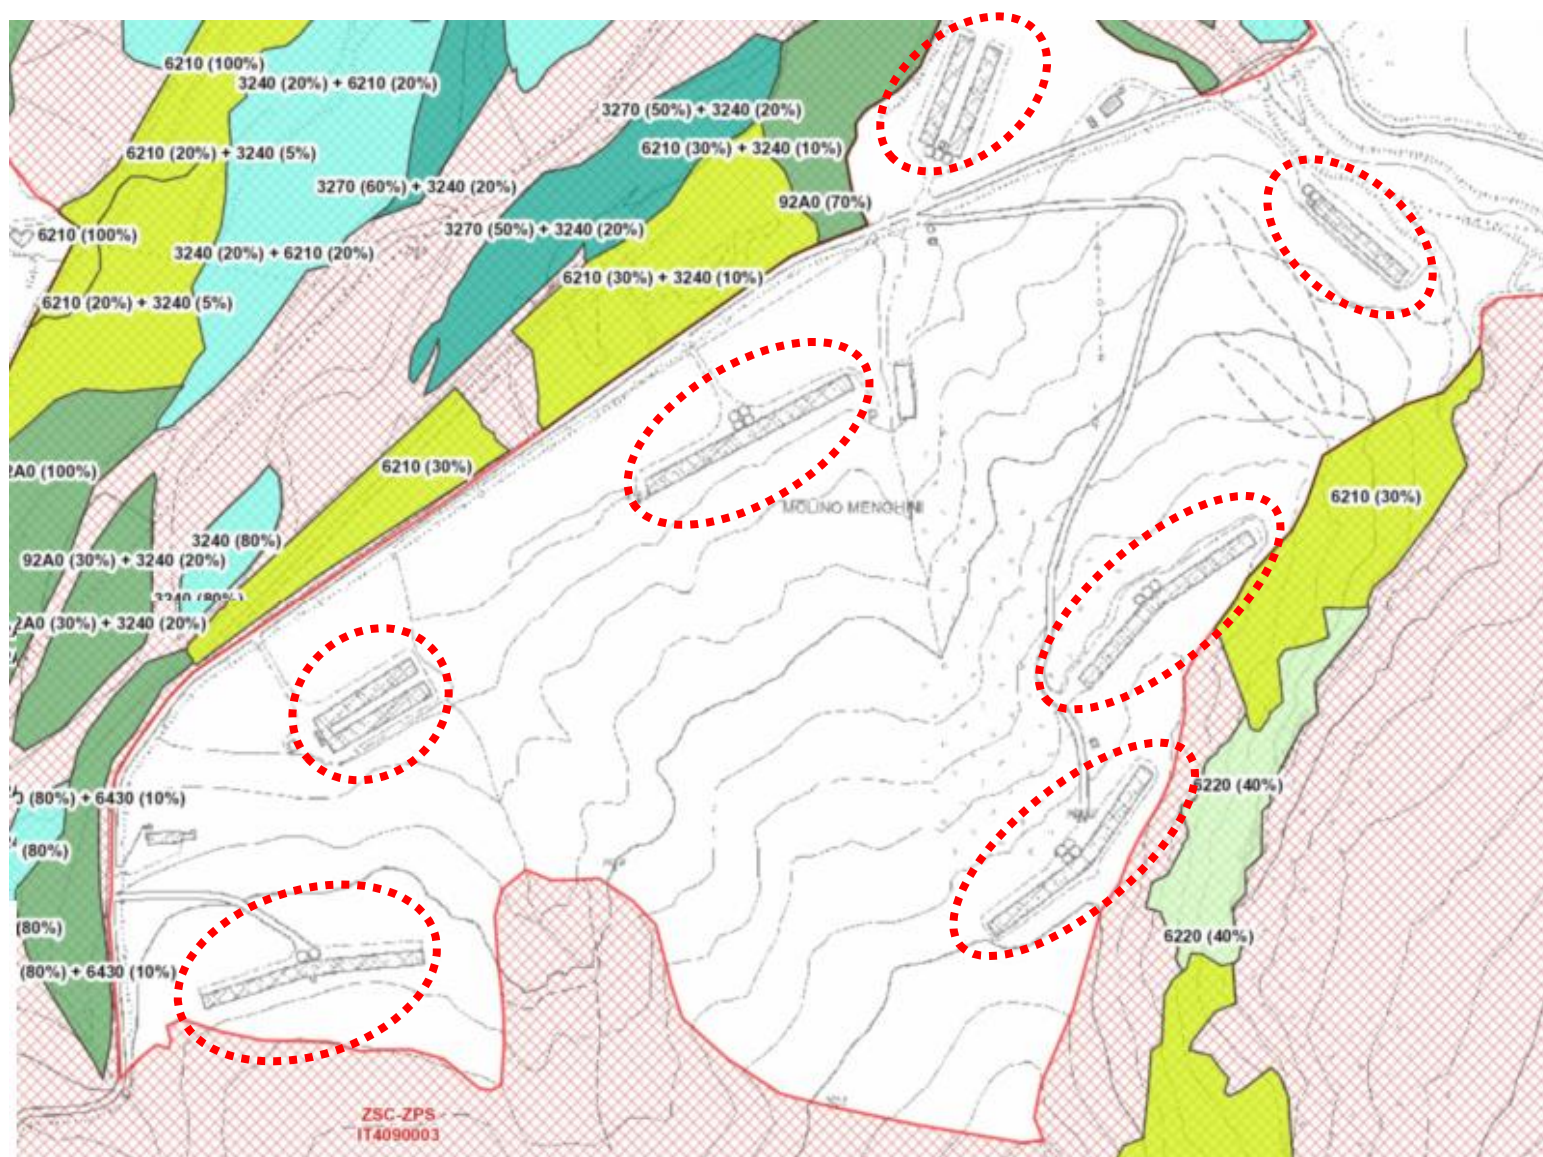 6210 (100%)
3240 (20%) + 6210 (20%)
3270 (50%) + 3240 (20%)
6210 (20%) + 3240 (5%)
6210 (30%) + 3240 (10%)
3270 (60%) + 3240 (20%)
92A0 (70%)
6210 (100%)
3270 (50%) + 3240 (20%)
3240 (20%) + 6210 (20%)
6210 (30%) + 3240 (10%)
6210 (20%) + 3240 (5%)
2A0 (100%)
6210 (30%)
6210 (30%)
MOLINO MENGHINI
3240 (80%)
92A0 (30%) + 3240 (20%)
3240 (80%)
2A0 (30%) + 3240 (20%)
6220 (40%)
(80%) + 6430 (10%)
(80%)
(80%)
6220 (40%)
(80%) + 6430 (10%)
ZSC-ZPS
IT4090003